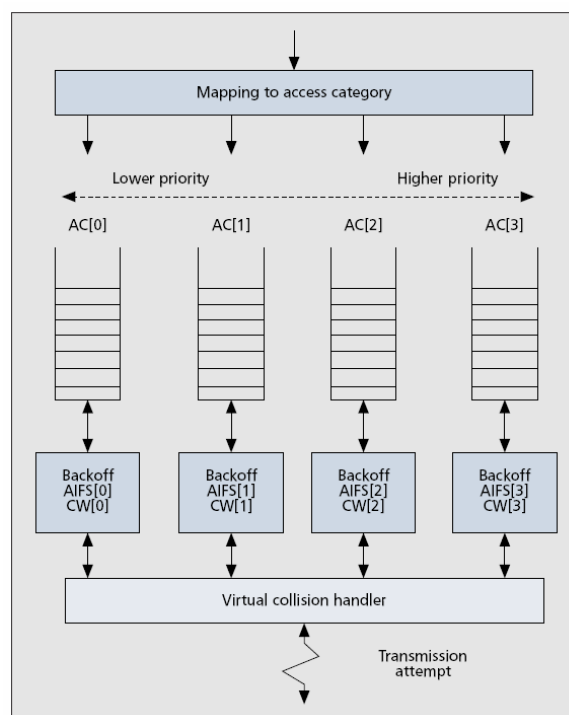 Mapping to access category
Lower priority
Higher priority
AC[0]
AC[1]
AC[2]
AC[3]
Backoff
AIFS[0]
CW[0]
Backoff
AIFS[1]
CW[1]
Backoff
AIFS[2]
CW[2]
Backoff
AIFS[3]
CW[3]
Virtual collision handler
Transmission
attempt